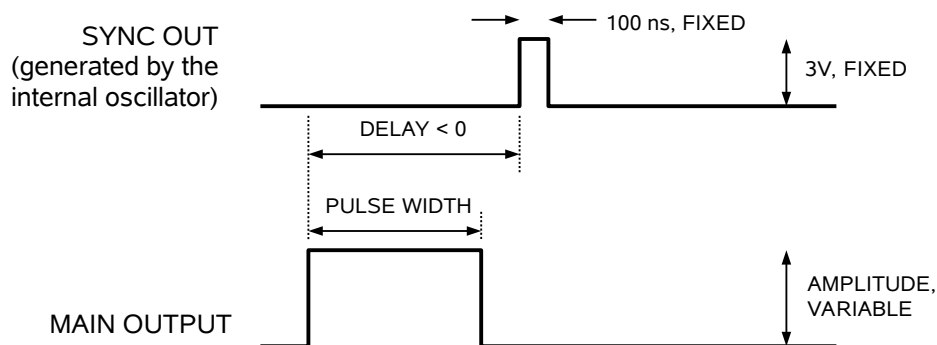 SYNC OUT
(generated by the
internal oscillator)
100 ns, FIXED
3V, FIXED
DELAY < 0
PULSE WIDTH
AMPLITUDE,
VARIABLE
MAIN OUTPUT